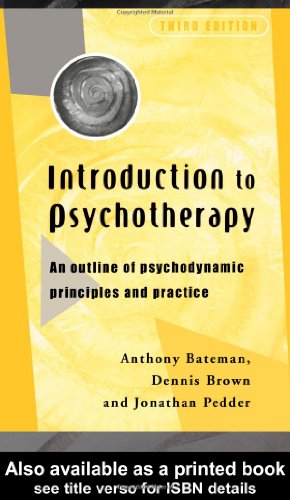 THIRD EDITION
Introduction to
Psychotherapy
An outline of psychodynamic
principles and practice
Anthony Bateman,
Dennis Brown
and Jonathan Pedder
Also available as a printed book
see title verso for ISBN details